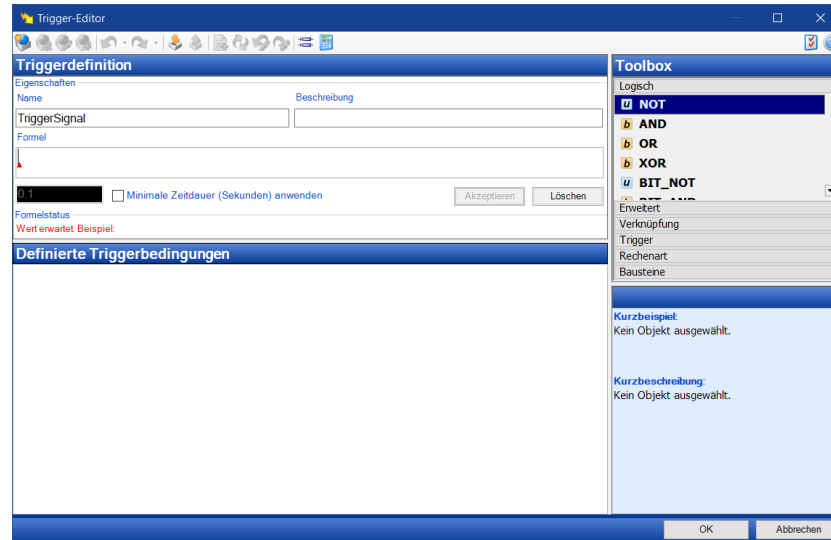 Trigger-Editor
Triggerdefinition
Eigenschaften
Name
Beschreibung
TriggerSignal
Formel
0.1
Minimale Zeitdauer (Sekunden) anwenden
Akzeptieren
Löschen
Formelstatus
Wert erwartet. Beispiel:
Definierte Triggerbedingungen
Toolbox
Logisch
u NOT
b AND
b OR
b XOR
u BIT_NOT
b BIT_AND
Erweitert
Verknüpfung
Trigger
Rechenart
Bausteine
Kurzbeispiel:
Kein Objekt ausgewählt.
Kurzbeschreibung:
Kein Objekt ausgewählt.
OK
Abbrechen